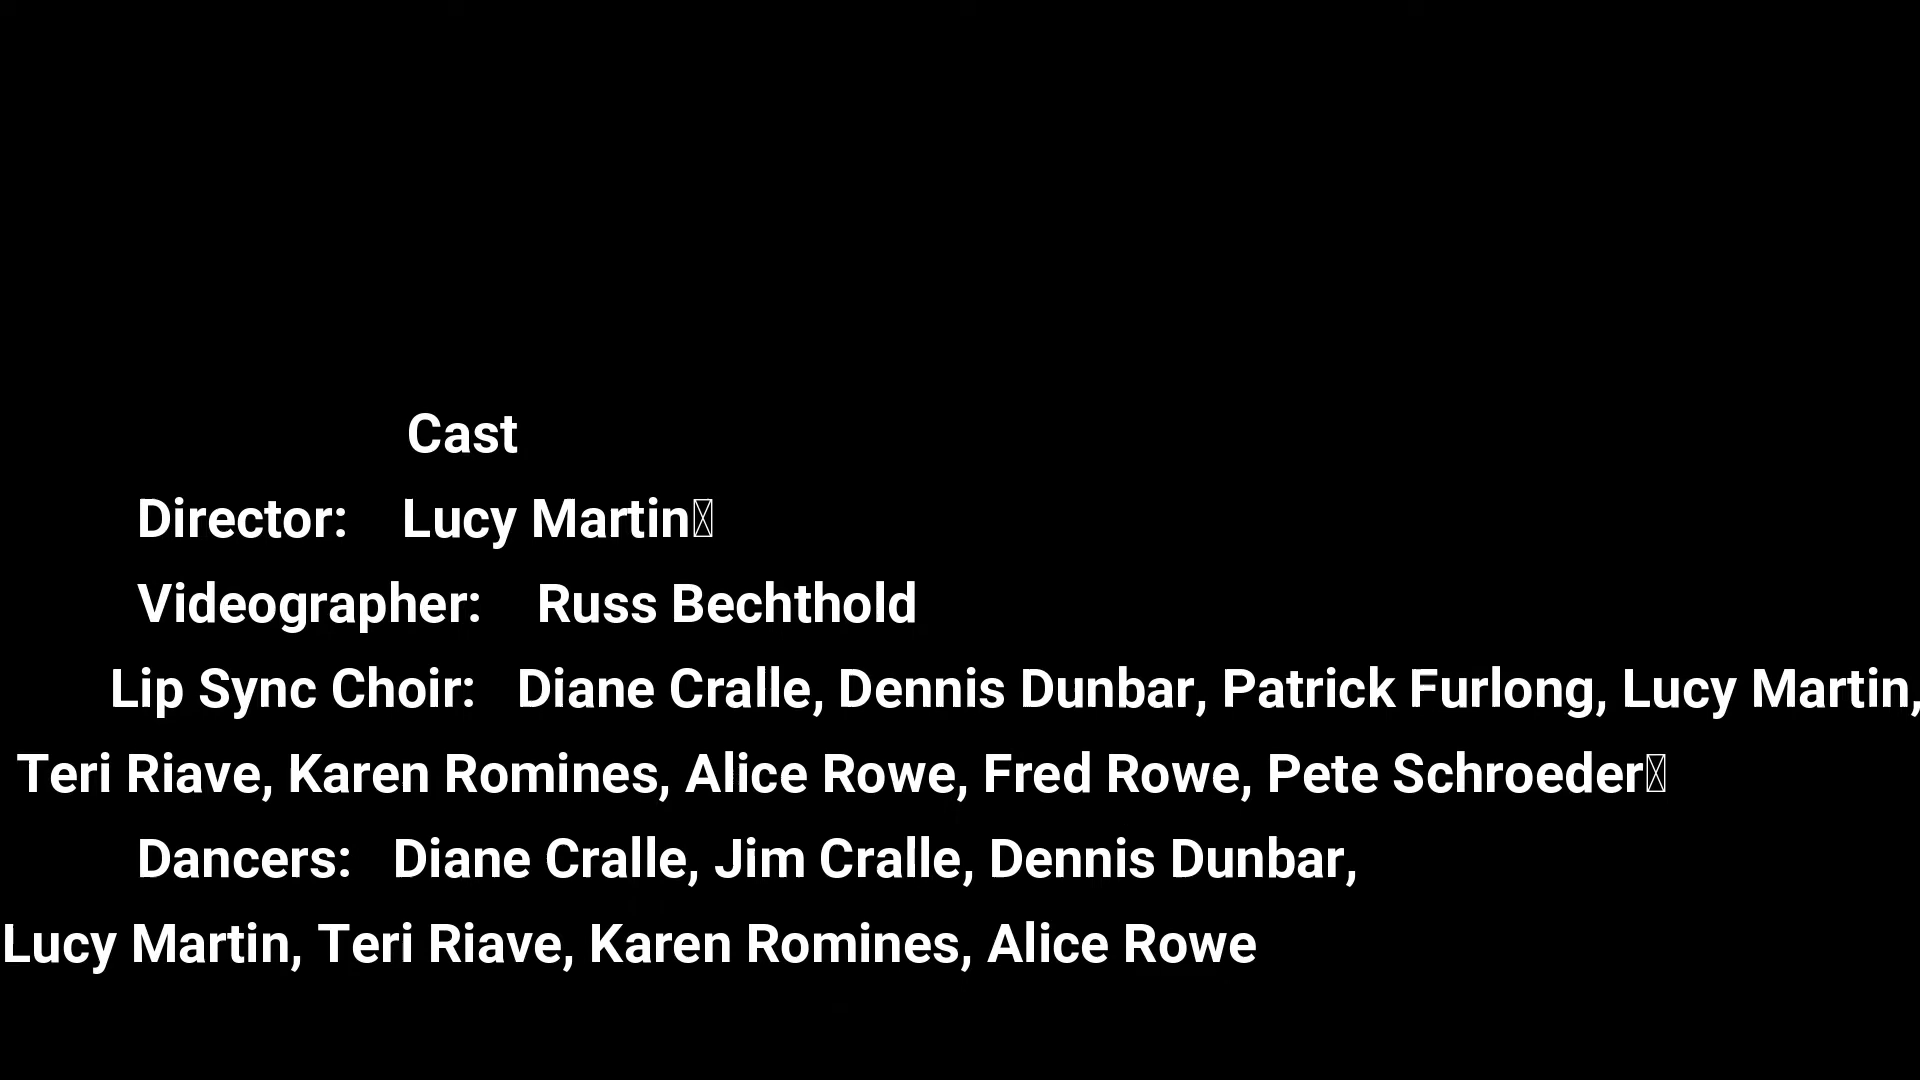 Cast
Director: Lucy Martin
Videographer: Russ Bechthold
Lip Sync Choir: Diane Cralle, Dennis Dunbar, Patrick Furlong, Lucy Martin,
Teri Riave, Karen Romines, Alice Rowe, Fred Rowe, Pete Schroeder
Dancers: Diane Cralle, Jim Cralle, Dennis Dunbar,
Lucy Martin, Teri Riave, Karen Romines, Alice Rowe